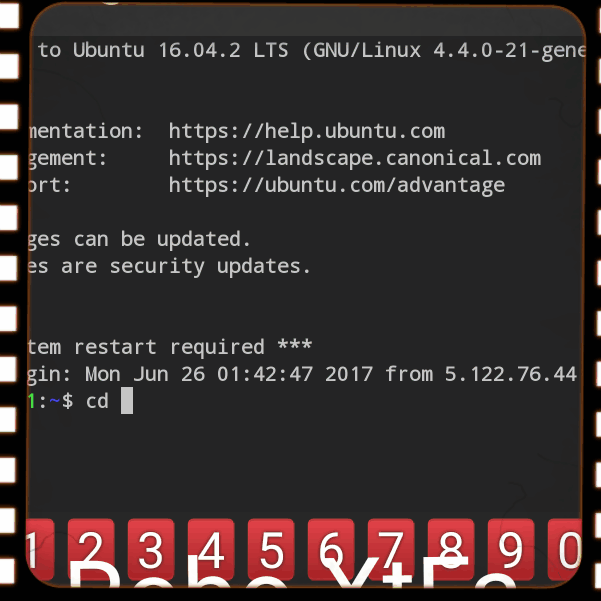 to Ubuntu 16.04.2 LTS (GNU/Linux 4.4.0-21-gene
mentation: https://help.ubuntu.com
gement: https://landscape.canonical.com
ort: https://ubuntu.com/advantage
ges can be updated.
es are security updates.
tem restart required ***
gin: Mon Jun 26 01:42:47 2017 from 5.122.76.44
1:~$ cd
1 2 3 4 5 6 7 8 9 0